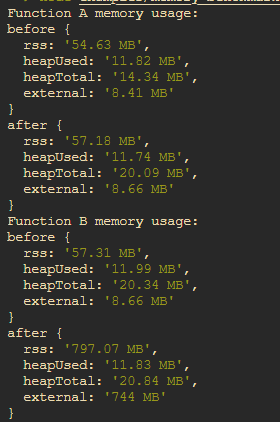 Function A memory usage:
before {
  rss: '54.63 MB',
  heapUsed: '11.82 MB',
  heapTotal: '14.34 MB',
  external: '8.41 MB'
}
after {
  rss: '57.18 MB',
  heapUsed: '11.74 MB',
  heapTotal: '20.09 MB',
  external: '8.66 MB'
}
Function B memory usage:
before {
  rss: '57.31 MB',
  heapUsed: '11.99 MB',
  heapTotal: '20.34 MB',
  external: '8.66 MB'
}
after {
  rss: '797.07 MB',
  heapUsed: '11.83 MB',
  heapTotal: '20.84 MB',
  external: '744 MB'
}